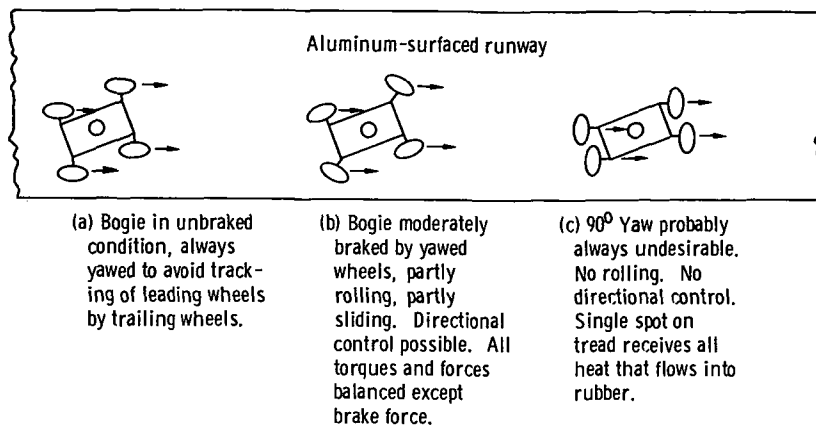 Aluminum-surfaced runway
(a) Bogie in unbraked
condition, always
yawed to avoid track-
ing of leading wheels
by trailing wheels.
(b) Bogie moderately
braked by yawed
wheels, partly
rolling, partly
sliding. Directional
control possible. All
torques and forces
balanced except
brake force.
(c) 90⁰ Yaw probably
always undesirable.
No rolling. No
directional control.
Single spot on
tread receives all
heat that flows into
rubber.